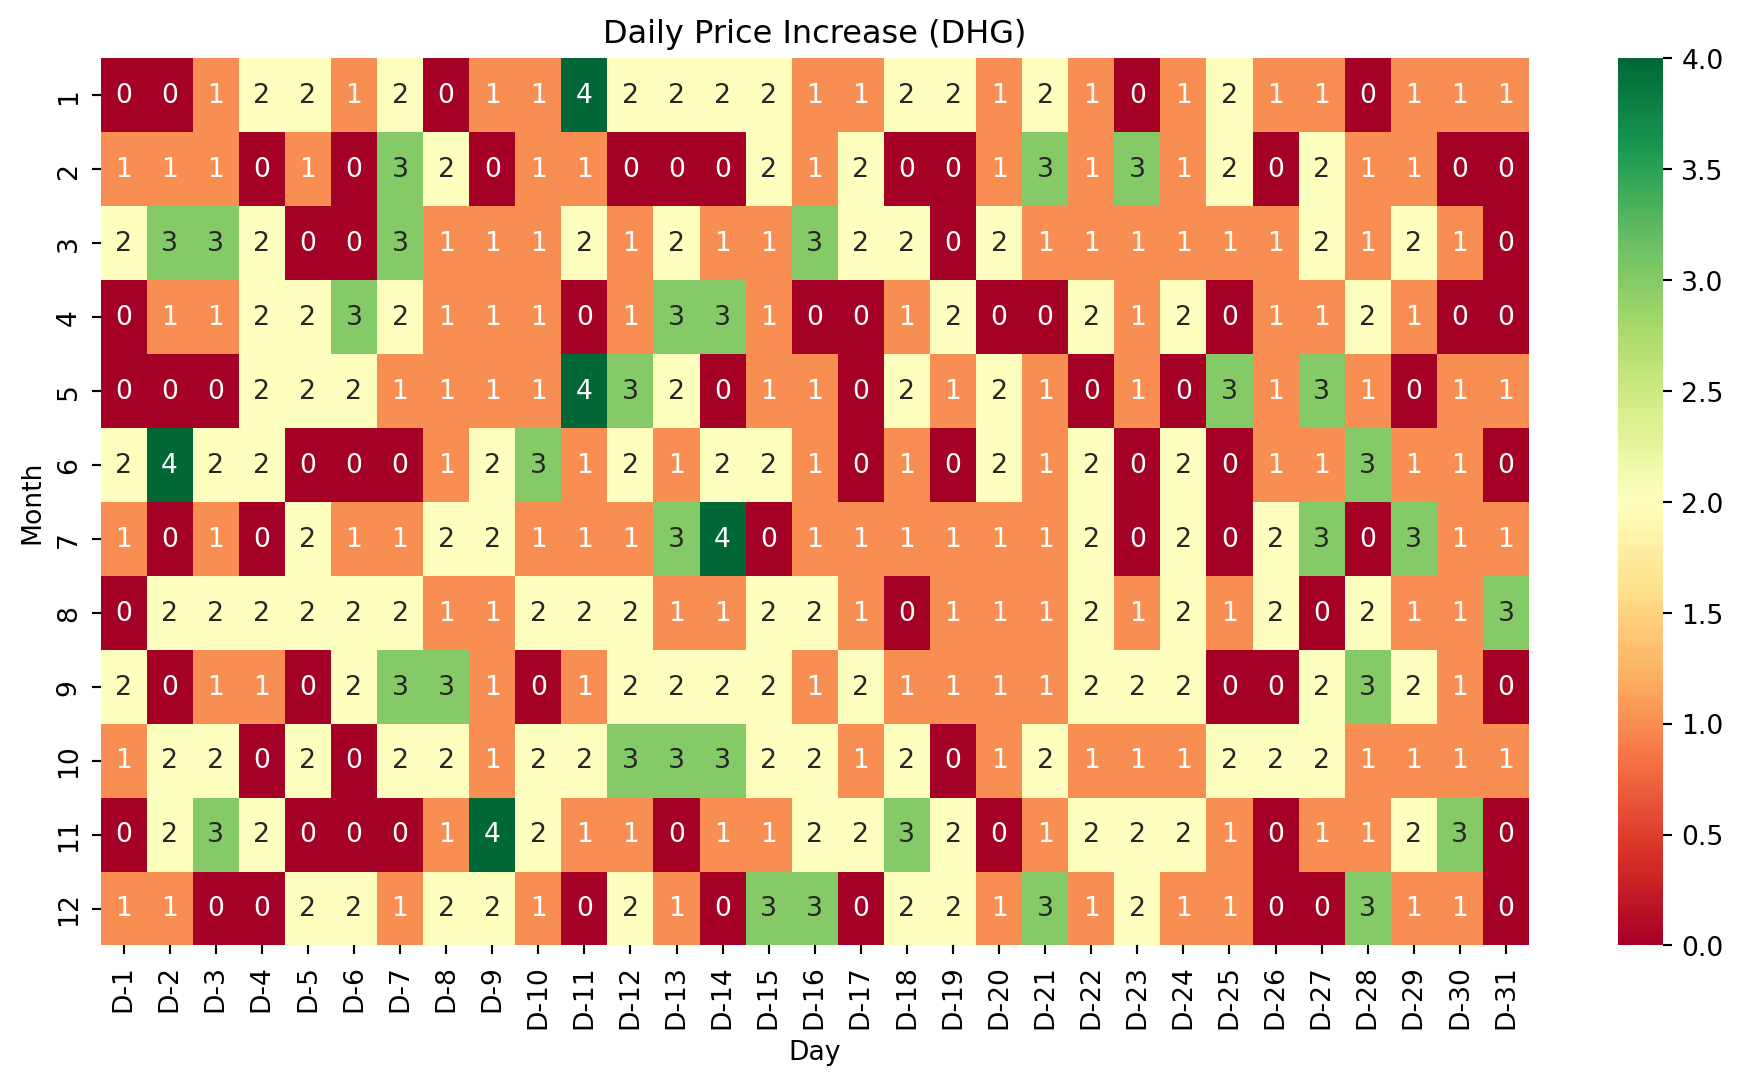 Daily Price Increase (DHG)
1 0 0 1 2 2 1 2 0 1 1 4 2 2 2 2 1 1 2 2 1 2 1 0 1 2 1 1 0 1 1 1
2 1 1 1 0 1 0 3 2 0 1 1 0 0 0 2 1 2 0 0 1 3 1 3 1 2 0 2 1 1 0 0
3 2 3 3 2 0 0 3 1 1 1 2 1 2 1 1 3 2 2 0 2 1 1 1 1 1 1 2 1 2 1 0
4 0 1 1 2 2 3 2 1 1 1 0 1 3 3 1 0 0 1 2 0 0 2 1 2 0 1 1 2 1 0 0
5 0 0 0 2 2 2 1 1 1 1 4 3 2 0 1 1 0 2 1 2 1 0 1 0 3 1 3 1 0 1 1
6 2 4 2 2 0 0 0 1 2 3 1 2 1 2 2 1 0 1 0 2 1 2 0 2 0 1 1 3 1 1 0
7 1 0 1 0 2 1 1 2 2 1 1 1 3 4 0 1 1 1 1 1 1 2 0 2 0 2 3 0 3 1 1
8 0 2 2 2 2 2 2 1 1 2 2 2 1 1 2 2 1 0 1 1 1 2 1 2 1 2 0 2 1 1 3
9 2 0 1 1 0 2 3 3 1 0 1 2 2 2 2 1 2 1 1 1 1 2 2 2 0 0 2 3 2 1 0
10 1 2 2 0 2 0 2 2 1 2 2 3 3 3 2 2 1 2 0 1 2 1 1 1 2 2 2 1 1 1 1
11 0 2 3 2 0 0 0 1 4 2 1 1 0 1 1 2 2 3 2 0 1 2 2 2 1 0 1 1 2 3 0
12 1 1 0 0 2 2 1 2 2 1 0 2 1 0 3 3 0 2 2 1 3 1 2 1 1 0 0 3 1 1 0
Month
D-1 D-2 D-3 D-4 D-5 D-6 D-7 D-8 D-9 D-10 D-11 D-12 D-13 D-14 D-15 D-16 D-17 D-18 D-19 D-20 D-21 D-22 D-23 D-24 D-25 D-26 D-27 D-28 D-29 D-30 D-31
Day
4.0
3.5
3.0
2.5
2.0
1.5
1.0
0.5
0.0